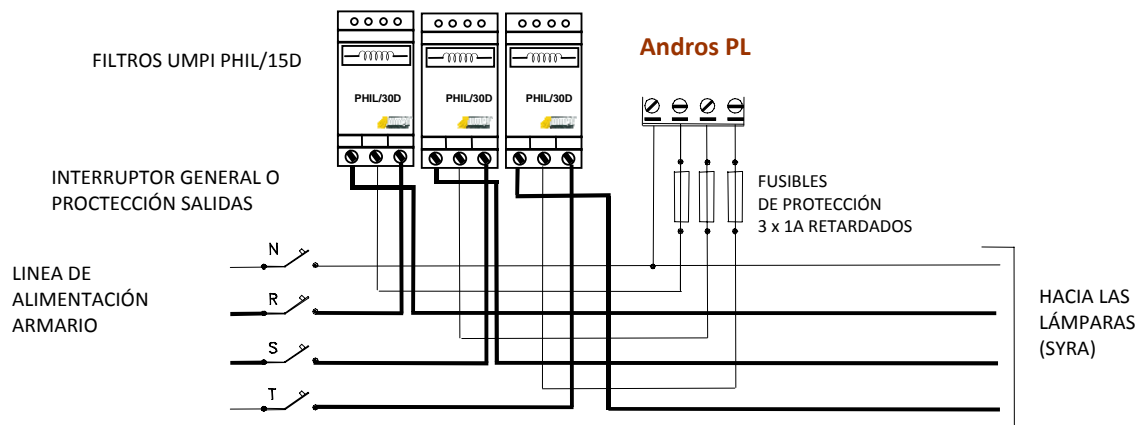 FILTROS UMPI PHIL/15D
Andros PL
PHIL/30D
PHIL/30D
PHIL/30D
INTERRUPTOR GENERAL O
PROCTECCIÓN SALIDAS
FUSIBLES
DE PROTECCIÓN
3 x 1A RETARDADOS
N
LINEA DE
ALIMENTACIÓN
ARMARIO
R
S
T
HACIA LAS
LÁMPARAS
(SYRA)